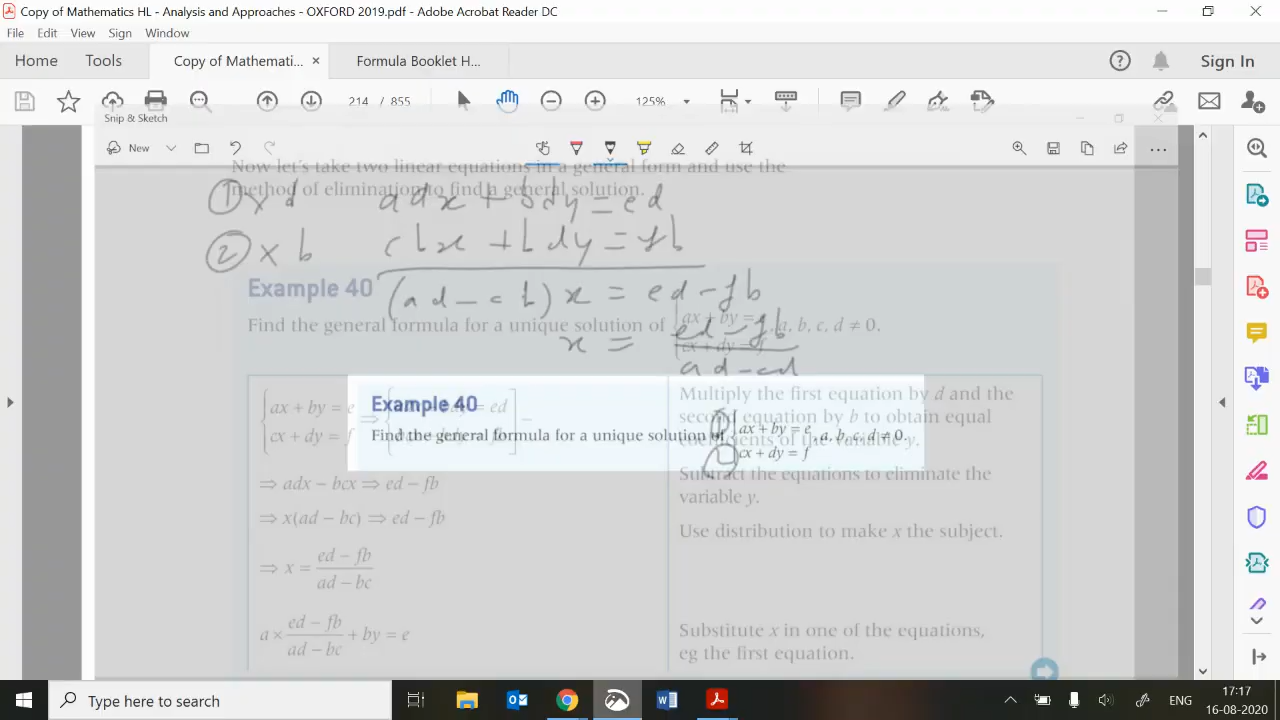 Copy of Mathematics HL - Analysis and Approaches - OXFORD 2019.pdf - Adobe Acrobat Reader DC
File Edit View Sign Window
Home Tools Copy of Mathemati... × Formula Booklet H... Sign In
214 / 855 125%
Snip & Sketch
New
Now let's take two linear equations in a general form and use the
method of elimination to find a general solution.
① × d adx + bdy = ed
② × b cbx + bdy = fb
(ad - cb) x = ed - fb
x = ed - fb / ad - cd
Example 40
Find the general formula for a unique solution of {ax + by = , a, b, c, d ≠ 0.
cx + dy = f
{ax + by = e ⇒ = ed
{cx + dy = f
Multiply the first equation by d and the
second equation by b to obtain equal
coefficients of the variable y.
Example 40
Find the general formula for a unique solution of {ax + by = e, a, b, c, d ≠ 0.
cx + dy = f
⇒ adx − bcx ⇒ ed − fb
Subtract the equations to eliminate the
variable y.
⇒ x(ad − bc) ⇒ ed − fb
Use distribution to make x the subject.
⇒ x = ed − fb / ad − bc
a × ed − fb / ad − bc + by = e
Substitute x in one of the equations,
eg the first equation.
Type here to search
ENG
17:17
16-08-2020